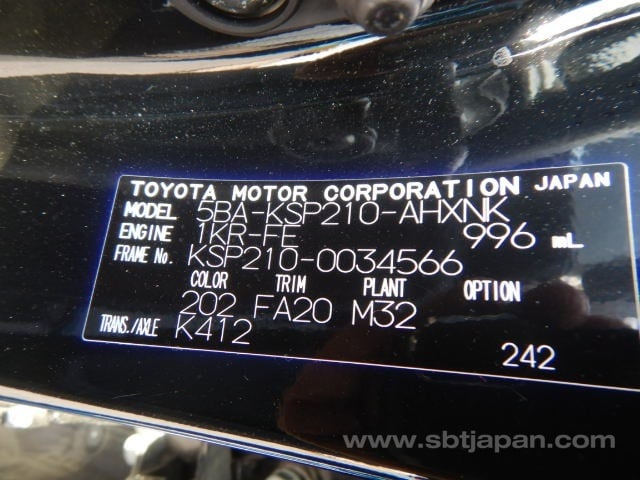 TOYOTA MOTOR CORPORATION JAPAN
MODEL 5BA-KSP210-AHXNK
ENGINE 1KR-FE 996 mL
FRAME No. KSP210-0034566
COLOR TRIM PLANT OPTION
202 FA20 M32
TRANS./AXLE K412
242
www.sbtjapan.com